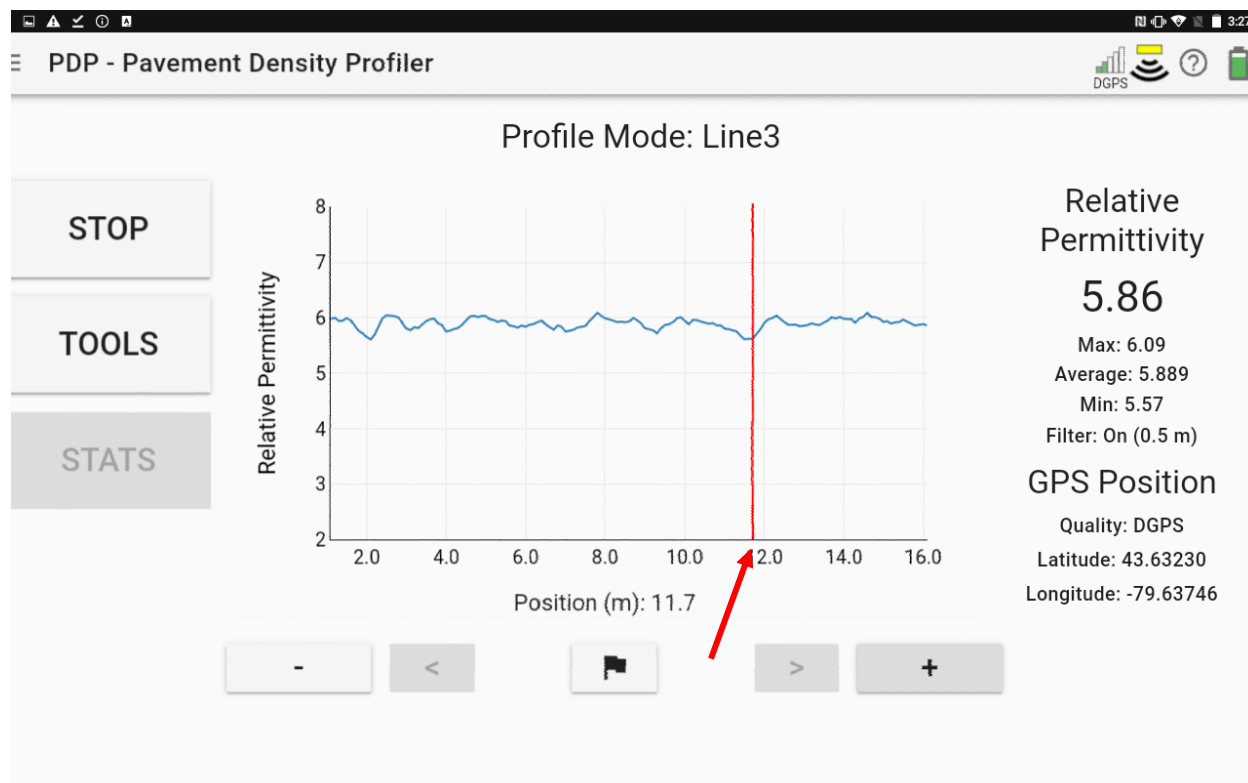 3:27
PDP - Pavement Density Profiler
DGPS
?
Profile Mode: Line3
STOP
TOOLS
STATS
Relative Permittivity
8
7
6
5
4
3
2
2.0 4.0 6.0 8.0 10.0 12.0 14.0 16.0
Position (m): 11.7
- < > +
Relative
Permittivity
5.86
Max: 6.09
Average: 5.889
Min: 5.57
Filter: On (0.5 m)
GPS Position
Quality: DGPS
Latitude: 43.63230
Longitude: -79.63746